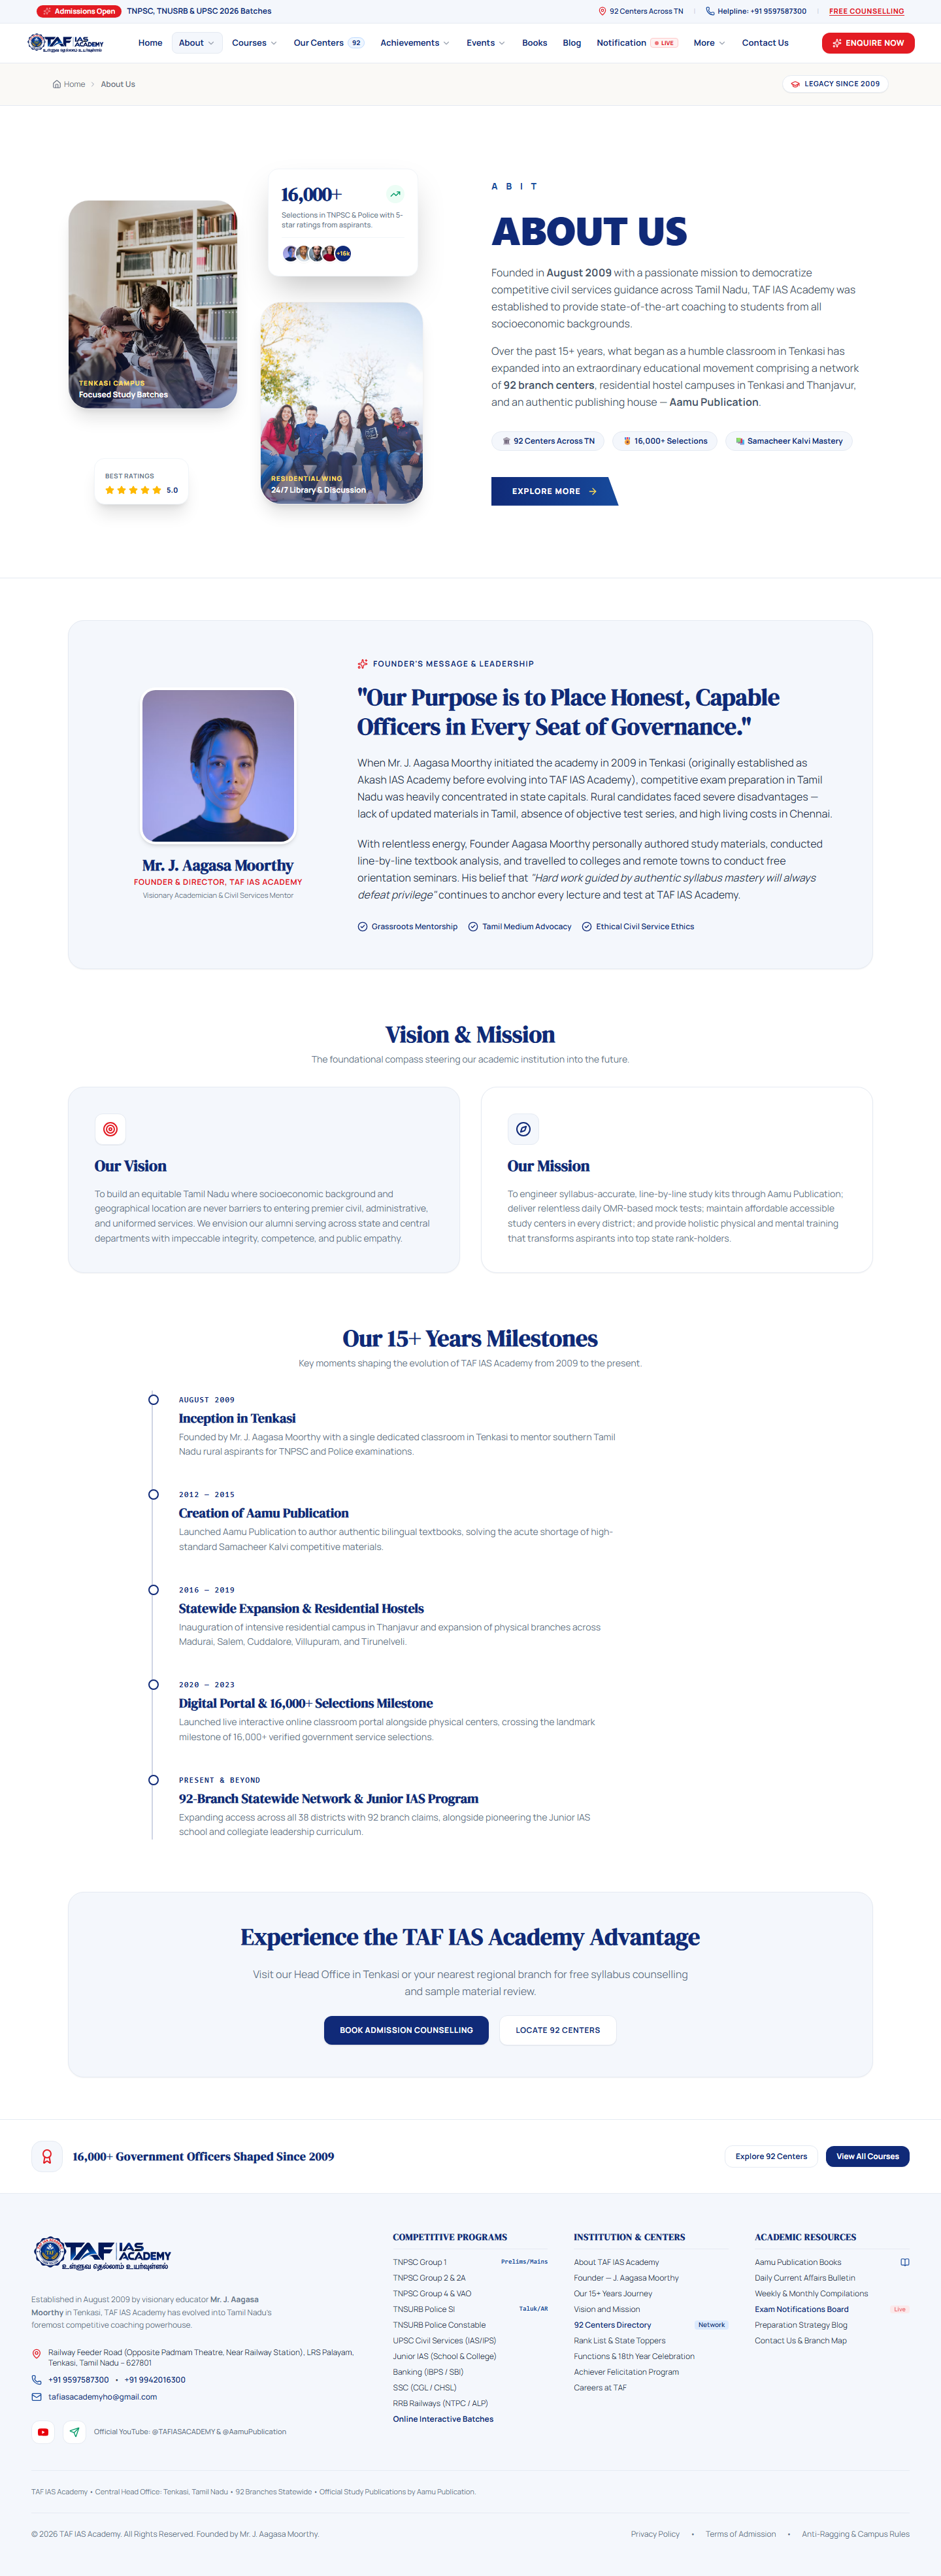 Admissions Open TNPSC, TNUSRB & UPSC 2026 Batches
92 Centers Across TN
Helpline: +91 9597587300
FREE COUNSELLING
TAF IAS ACADEMY
Home
About
Courses
Our Centers 92
Achievements
Events
Books
Blog
Notification LIVE
More
Contact Us
ENQUIRE NOW
Home > About Us
LEGACY SINCE 2009
16,000+
Selections in TNPSC & Police with 5-
star ratings from aspirants.
+16k
TENKASI CAMPUS
Focused Study Batches
RESIDENTIAL WING
24/7 Library & Discussion
BEST RATINGS
5.0
ABIT
ABOUT US
Founded in August 2009 with a passionate mission to democratize
competitive civil services guidance across Tamil Nadu, TAF IAS Academy was
established to provide state-of-the-art coaching to students from all
socioeconomic backgrounds.
Over the past 15+ years, what began as a humble classroom in Tenkasi has
expanded into an extraordinary educational movement comprising a network
of 92 branch centers, residential hostel campuses in Tenkasi and Thanjavur,
and an authentic publishing house — Aamu Publication.
92 Centers Across TN
16,000+ Selections
Samacheer Kalvi Mastery
EXPLORE MORE →
FOUNDER'S MESSAGE & LEADERSHIP
"Our Purpose is to Place Honest, Capable
Officers in Every Seat of Governance."
When Mr. J. Aagasa Moorthy initiated the academy in 2009 in Tenkasi (originally established as
Akash IAS Academy before evolving into TAF IAS Academy), competitive exam preparation in Tamil
Nadu was heavily concentrated in state capitals. Rural candidates faced severe disadvantages —
lack of updated materials in Tamil, absence of objective test series, and high living costs in Chennai.
With relentless energy, Founder Aagasa Moorthy personally authored study materials, conducted
line-by-line textbook analysis, and travelled to colleges and remote towns to conduct free
orientation seminars. His belief that "Hard work guided by authentic syllabus mastery will always
defeat privilege" continues to anchor every lecture and test at TAF IAS Academy.
Grassroots Mentorship
Tamil Medium Advocacy
Ethical Civil Service Ethics
Mr. J. Aagasa Moorthy
FOUNDER & DIRECTOR, TAF IAS ACADEMY
Visionary Academician & Civil Services Mentor
Vision & Mission
The foundational compass steering our academic institution into the future.
Our Vision
To build an equitable Tamil Nadu where socioeconomic background and
geographical location are never barriers to entering premier civil, administrative,
and uniformed services. We envision our alumni serving across state and central
departments with impeccable integrity, competence, and public empathy.
Our Mission
To engineer syllabus-accurate, line-by-line study kits through Aamu Publication;
deliver relentless daily OMR-based mock tests; maintain affordable accessible
study centers in every district; and provide holistic physical and mental training
that transforms aspirants into top state rank-holders.
Our 15+ Years Milestones
Key moments shaping the evolution of TAF IAS Academy from 2009 to the present.
AUGUST 2009
Inception in Tenkasi
Founded by Mr. J. Aagasa Moorthy with a single dedicated classroom in Tenkasi to mentor southern Tamil
Nadu rural aspirants for TNPSC and Police examinations.
2012 – 2015
Creation of Aamu Publication
Launched Aamu Publication to author authentic bilingual textbooks, solving the acute shortage of high-
standard Samacheer Kalvi competitive materials.
2016 – 2019
Statewide Expansion & Residential Hostels
Inauguration of intensive residential campus in Thanjavur and expansion of physical branches across
Madurai, Salem, Cuddalore, Villupuram, and Tirunelveli.
2020 – 2023
Digital Portal & 16,000+ Selections Milestone
Launched live interactive online classroom portal alongside physical centers, crossing the landmark
milestone of 16,000+ verified government service selections.
PRESENT & BEYOND
92-Branch Statewide Network & Junior IAS Program
Expanding access across all 38 districts with 92 branch claims, alongside pioneering the Junior IAS
school and collegiate leadership curriculum.
Experience the TAF IAS Academy Advantage
Visit our Head Office in Tenkasi or your nearest regional branch for free syllabus counselling
and sample material review.
BOOK ADMISSION COUNSELLING
LOCATE 92 CENTERS
16,000+ Government Officers Shaped Since 2009
Explore 92 Centers
View All Courses
TAF IAS ACADEMY
உள்ளுவ தெல்லாம் உயர்வுள்ளல்
Established in August 2009 by visionary educator Mr. J. Aagasa
Moorthy in Tenkasi, TAF IAS Academy has evolved into Tamil Nadu's
foremost competitive coaching powerhouse.
Railway Feeder Road (Opposite Padmam Theatre, Near Railway Station), LRS Palayam,
Tenkasi, Tamil Nadu – 627801
+91 9597587300 • +91 9942016300
tafiasacademyho@gmail.com
Official YouTube: @TAFIASACADEMY & @AamuPublication
COMPETITIVE PROGRAMS
TNPSC Group 1 Prelims/Mains
TNPSC Group 2 & 2A
TNPSC Group 4 & VAO
TNSURB Police SI Taluk/AR
TNSURB Police Constable
UPSC Civil Services (IAS/IPS)
Junior IAS (School & College)
Banking (IBPS / SBI)
SSC (CGL / CHSL)
RRB Railways (NTPC / ALP)
Online Interactive Batches
INSTITUTION & CENTERS
About TAF IAS Academy
Founder — J. Aagasa Moorthy
Our 15+ Years Journey
Vision and Mission
92 Centers Directory Network
Rank List & State Toppers
Functions & 18th Year Celebration
Achiever Felicitation Program
Careers at TAF
ACADEMIC RESOURCES
Aamu Publication Books
Daily Current Affairs Bulletin
Weekly & Monthly Compilations
Exam Notifications Board Live
Preparation Strategy Blog
Contact Us & Branch Map
TAF IAS Academy • Central Head Office: Tenkasi, Tamil Nadu • 92 Branches Statewide • Official Study Publications by Aamu Publication.
© 2026 TAF IAS Academy. All Rights Reserved. Founded by Mr. J. Aagasa Moorthy.
Privacy Policy • Terms of Admission • Anti-Ragging & Campus Rules